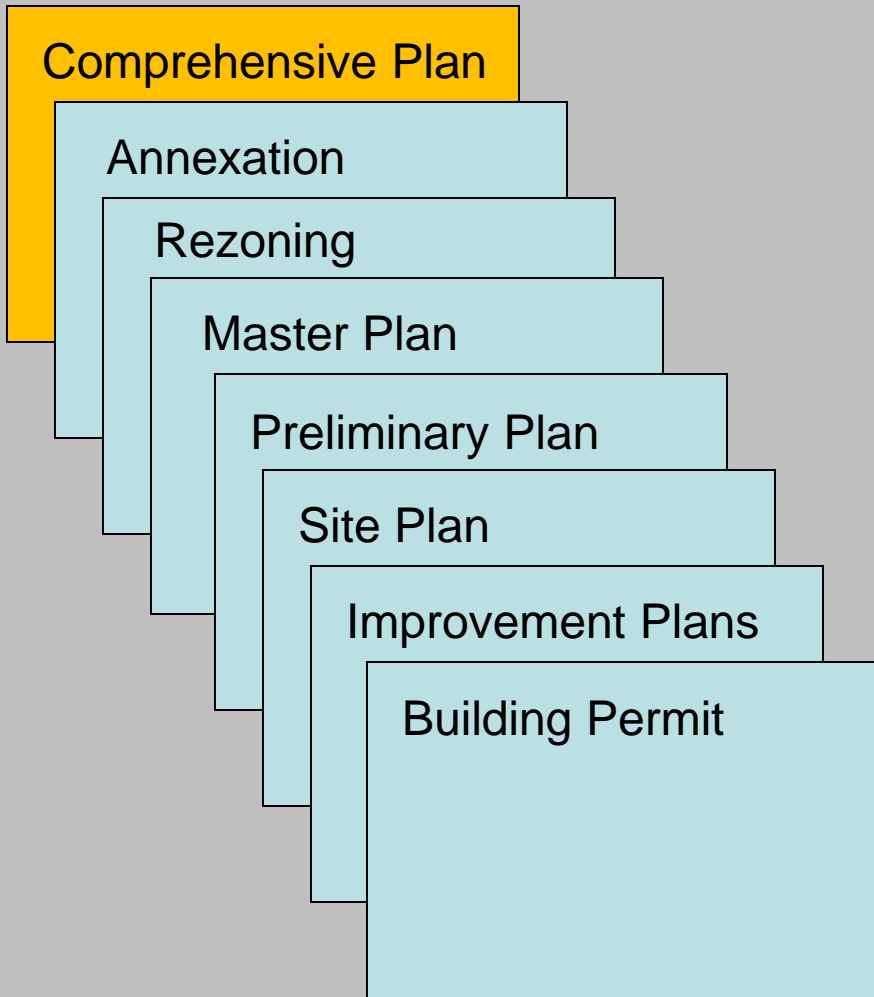 Comprehensive Plan
Annexation
Rezoning
Master Plan
Preliminary Plan
Site Plan
Improvement Plans
Building Permit